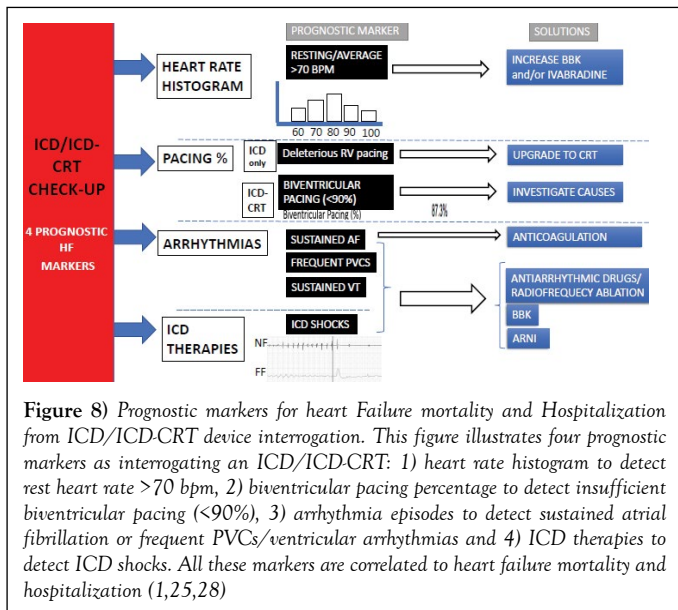 PROGNOSTIC MARKER
SOLUTIONS
ICD/ICD-
CRT
CHECK-UP
4 PROGNOSTIC
HF
MARKERS
HEART RATE
HISTOGRAM
RESTING/AVERAGE
>70 BPM
INCREASE BBK
and/or IVABRADINE
60 70 80 90 100
PACING %
ICD
only
Deleterious RV pacing
UPGRADE TO CRT
ICD-
CRT
BIVENTRICULAR
PACING (<90%)
Biventricular Pacing (%)
87.3%
INVESTIGATE CAUSES
ARRHYTHMIAS
SUSTAINED AF
ANTICOAGULATION
FREQUENT PVCS
SUSTAINED VT
ANTIARRHYTHMIC DRUGS/
RADIOFREQUECY ABLATION
BBK
ARNI
ICD
THERAPIES
ICD SHOCKS
NF
FF
Figure 8) Prognostic markers for heart Failure mortality and Hospitalization
from ICD/ICD-CRT device interrogation. This figure illustrates four prognostic
markers as interrogating an ICD/ICD-CRT: 1) heart rate histogram to detect
rest heart rate >70 bpm, 2) biventricular pacing percentage to detect insufficient
biventricular pacing (<90%), 3) arrhythmia episodes to detect sustained atrial
fibrillation or frequent PVCs/ventricular arrhythmias and 4) ICD therapies to
detect ICD shocks. All these markers are correlated to heart failure mortality and
hospitalization (1,25,28)